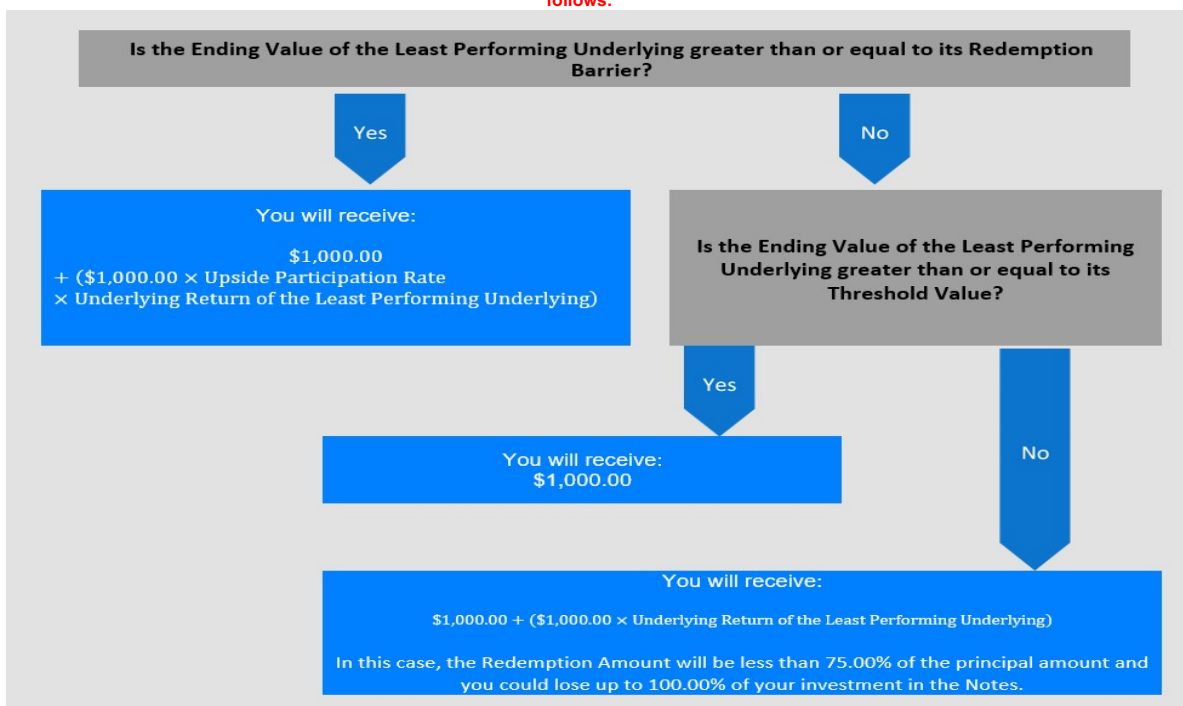 follows:
Is the Ending Value of the Least Performing Underlying greater than or equal to its Redemption
Barrier?
Yes
No
You will receive:
$1,000.00
+ ($1,000.00 × Upside Participation Rate
× Underlying Return of the Least Performing Underlying)
Is the Ending Value of the Least Performing
Underlying greater than or equal to its
Threshold Value?
Yes
No
You will receive:
$1,000.00
You will receive:
$1,000.00 + ($1,000.00 × Underlying Return of the Least Performing Underlying)
In this case, the Redemption Amount will be less than 75.00% of the principal amount and
you could lose up to 100.00% of your investment in the Notes.